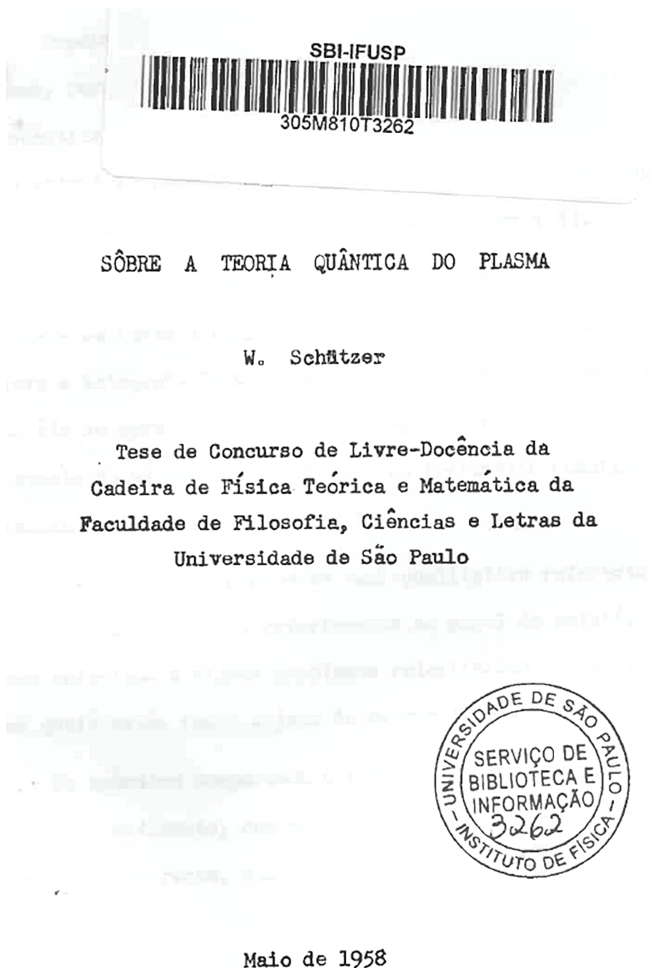 SBI-IFUSP
305M810T3262
SÔBRE A TEORIA QUÂNTICA DO PLASMA
W. Schützer
Tese de Concurso de Livre-Docência da
Cadeira de Física Teórica e Matemática da
Faculdade de Filosofia, Ciências e Letras da
Universidade de São Paulo
UNIVERSIDADE DE SÃO PAULO
SERVIÇO DE
BIBLIOTECA E
INFORMAÇÃO
3262
INSTITUTO DE FÍSICA
Maio de 1958